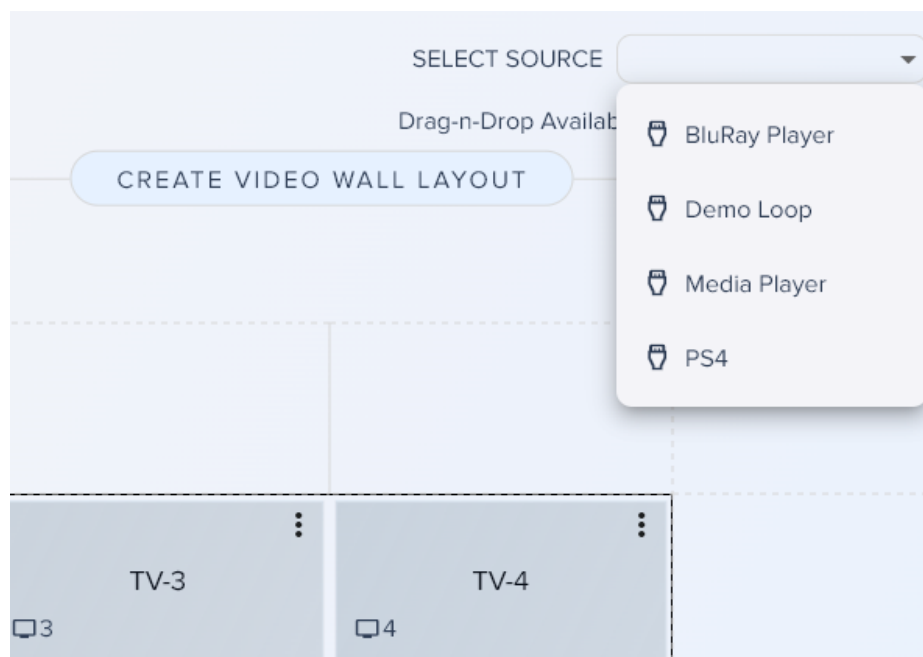 SELECT SOURCE
Drag-n-Drop
BluRay Player
CREATE VIDEO WALL LAYOUT
Demo Loop
Media Player
PS4
TV-3
TV-4
3
4